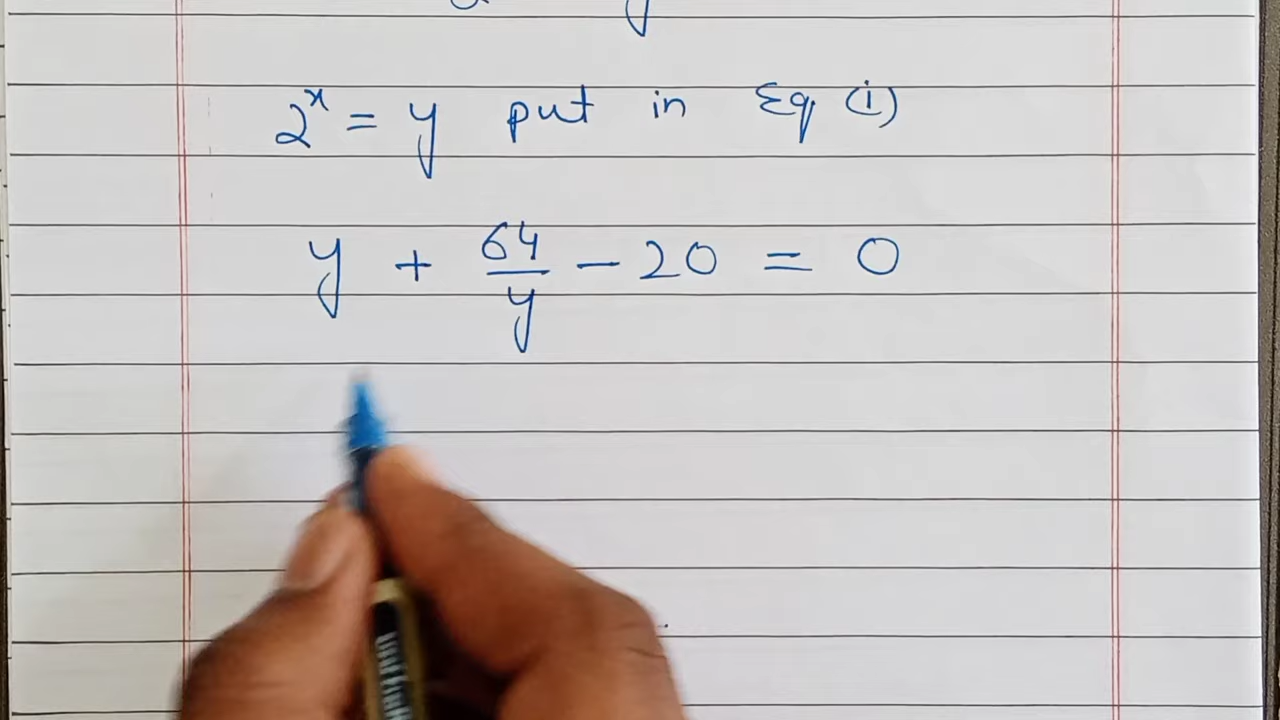 2^x = y put in Eq (i)
y + 64/y - 20 = 0